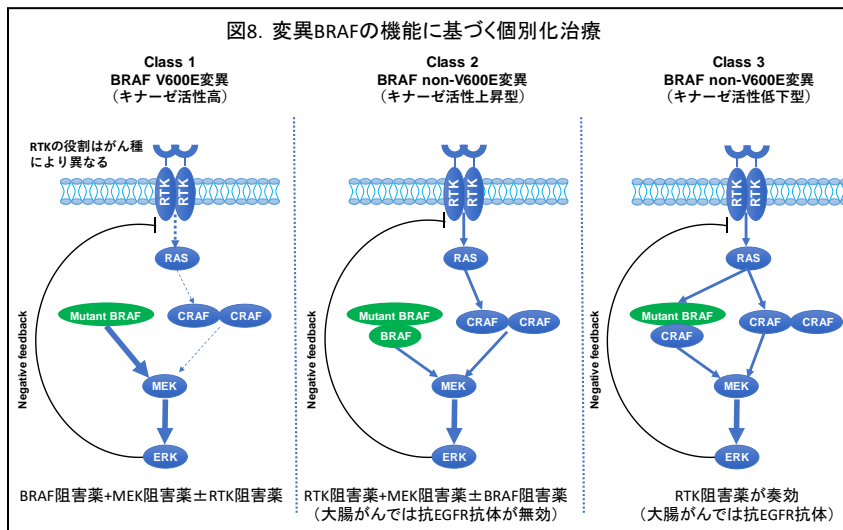 図8. 変異BRAFの機能に基づく個別化治療
Class 1
BRAF V600E変異
(キナーゼ活性高)
RTKの役割はがん種
により異なる
RTK
RTK
RAS
Mutant BRAF
CRAF
CRAF
MEK
ERK
Negative feedback
BRAF阻害薬+MEK阻害薬±RTK阻害薬
Class 2
BRAF non-V600E変異
(キナーゼ活性上昇型)
RTK
RTK
RAS
Mutant BRAF
BRAF
CRAF
CRAF
MEK
ERK
Negative feedback
RTK阻害薬+MEK阻害薬±BRAF阻害薬
(大腸がんでは抗EGFR抗体が無効)
Class 3
BRAF non-V600E変異
(キナーゼ活性低下型)
RTK
RTK
RAS
Mutant BRAF
CRAF
CRAF
CRAF
MEK
ERK
Negative feedback
RTK阻害薬が奏効
(大腸がんでは抗EGFR抗体)